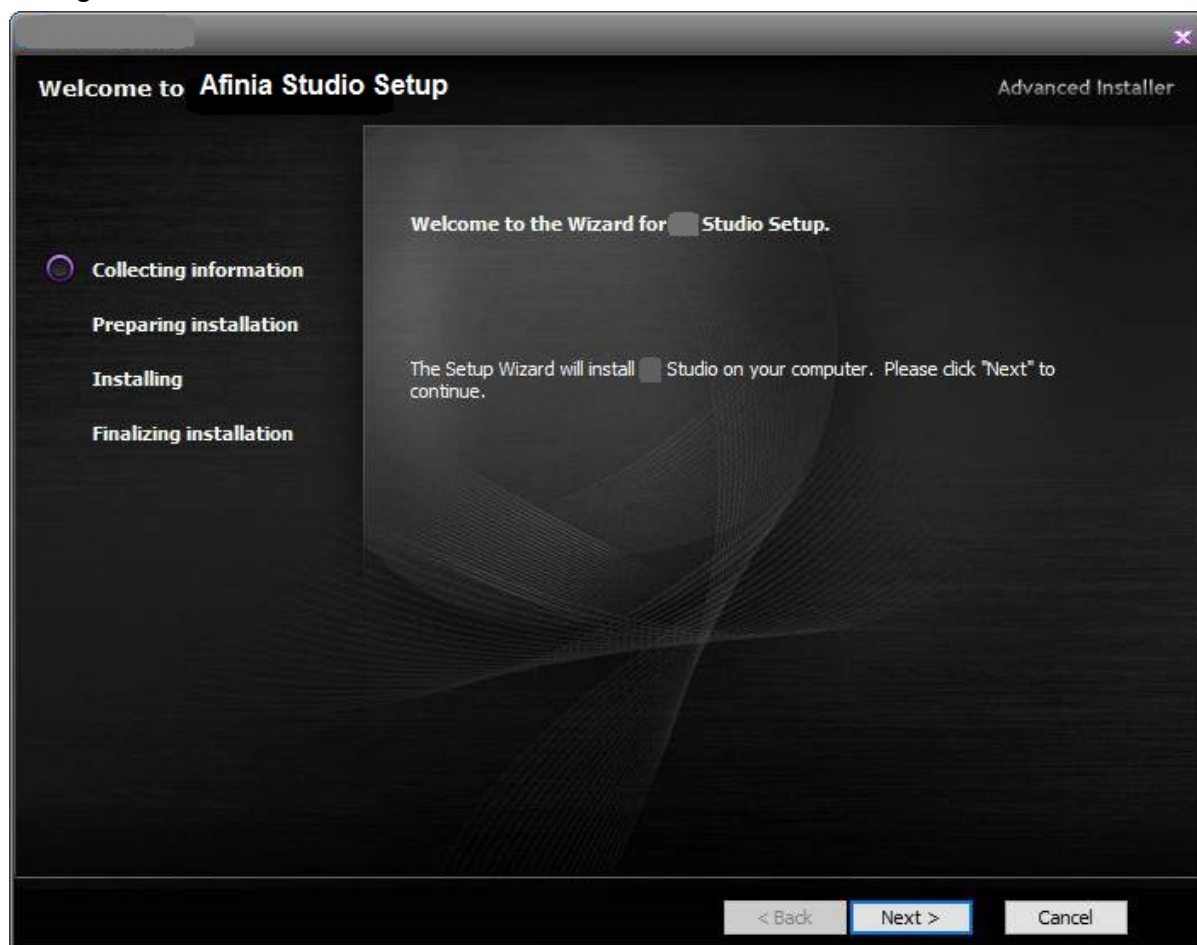 Welcome to Afinia Studio Setup
Advanced Installer
Welcome to the Wizard for Studio Setup.
Collecting information
Preparing installation
Installing
Finalizing installation
The Setup Wizard will install Studio on your computer. Please click "Next" to
continue.
< Back
Next >
Cancel